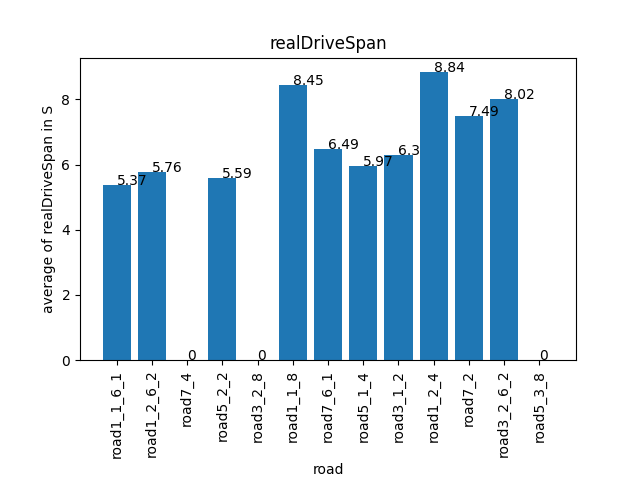 realDriveSpan
average of realDriveSpan in S
8
6
4
2
0
5.37
5.76
0
5.59
0
8.45
6.49
5.97
6.3
8.84
7.49
8.02
0
road1_1_6_1
road1_2_6_2
road7_4
road5_2_2
road3_2_8
road1_1_8
road7_6_1
road5_1_4
road3_1_2
road1_2_4
road7_2
road3_2_6_2
road5_3_8
road